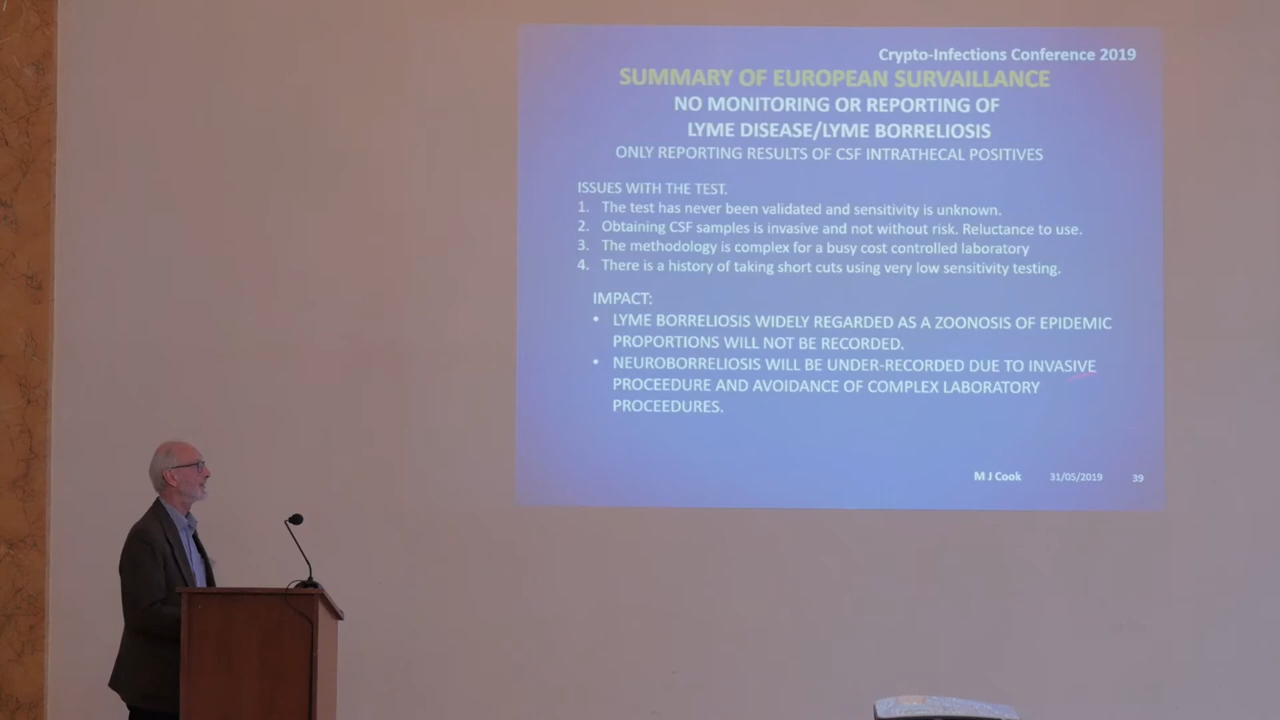 Crypto-Infections Conference 2019
SUMMARY OF EUROPEAN SURVAILLANCE
NO MONITORING OR REPORTING OF
LYME DISEASE/LYME BORRELIOSIS
ONLY REPORTING RESULTS OF CSF INTRATHECAL POSITIVES
ISSUES WITH THE TEST.
1. The test has never been validated and sensitivity is unknown.
2. Obtaining CSF samples is invasive and not without risk. Reluctance to use.
3. The methodology is complex for a busy cost controlled laboratory
4. There is a history of taking short cuts using very low sensitivity testing.
IMPACT:
• LYME BORRELIOSIS WIDELY REGARDED AS A ZOONOSIS OF EPIDEMIC
PROPORTIONS WILL NOT BE RECORDED.
• NEUROBORRELIOSIS WILL BE UNDER-RECORDED DUE TO INVASIVE
PROCEEDURE AND AVOIDANCE OF COMPLEX LABORATORY
PROCEEDURES.
M J Cook 31/05/2019 39